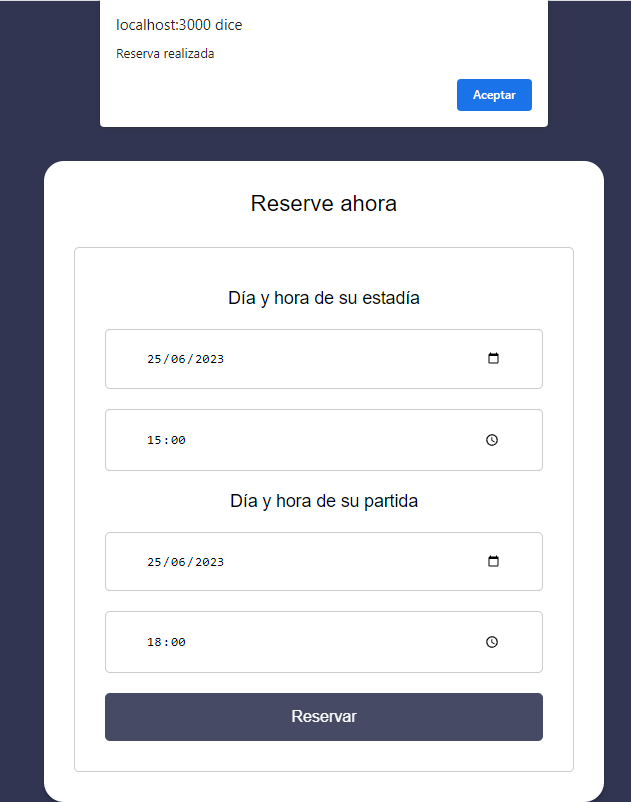 localhost:3000 dice
Reserva realizada
Aceptar
Reserve ahora
Día y hora de su estadía
25/06/2023
15:00
Día y hora de su partida
25/06/2023
18:00
Reservar